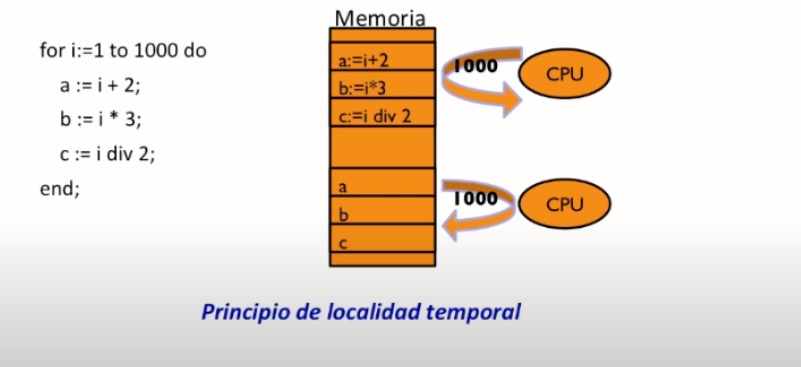 Memoria
for i:=1 to 1000 do
a := i + 2;
b := i * 3;
c := i div 2;
end;
a:=i+2
b:=i*3
c:=i div 2
1000
CPU
a
b
c
1000
CPU
Principio de localidad temporal